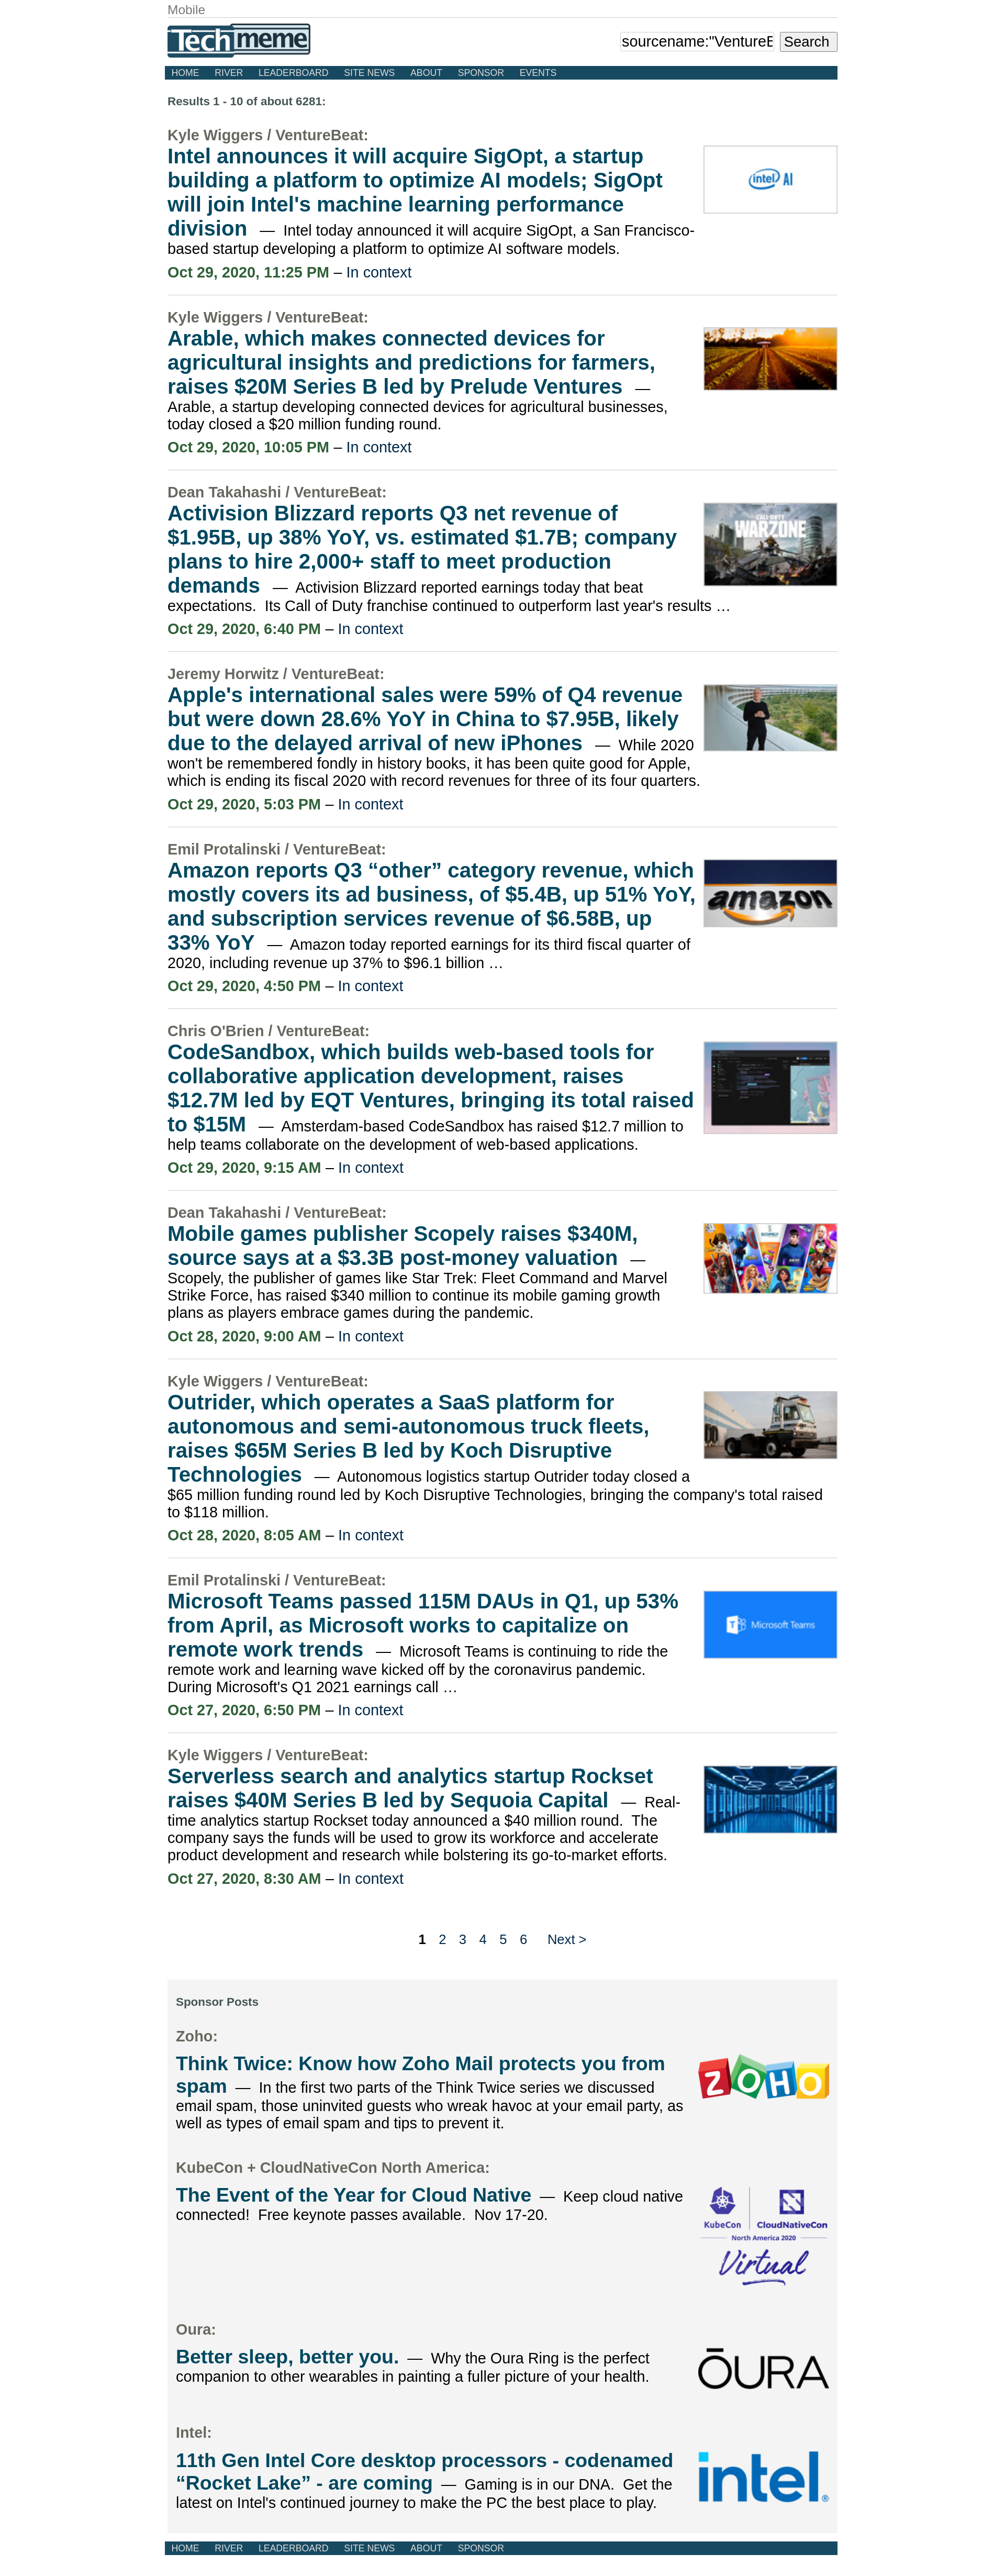 Mobile
Techmeme
sourcename:"VentureB
Search
HOME RIVER LEADERBOARD SITE NEWS ABOUT SPONSOR EVENTS
Results 1 - 10 of about 6281:
Kyle Wiggers / VentureBeat:
Intel announces it will acquire SigOpt, a startup
building a platform to optimize AI models; SigOpt
will join Intel's machine learning performance
division — Intel today announced it will acquire SigOpt, a San Francisco-
based startup developing a platform to optimize AI software models.
intel AI
Oct 29, 2020, 11:25 PM – In context
Kyle Wiggers / VentureBeat:
Arable, which makes connected devices for
agricultural insights and predictions for farmers,
raises $20M Series B led by Prelude Ventures —
Arable, a startup developing connected devices for agricultural businesses,
today closed a $20 million funding round.
Oct 29, 2020, 10:05 PM – In context
Dean Takahashi / VentureBeat:
Activision Blizzard reports Q3 net revenue of
$1.95B, up 38% YoY, vs. estimated $1.7B; company
plans to hire 2,000+ staff to meet production
demands — Activision Blizzard reported earnings today that beat
expectations. Its Call of Duty franchise continued to outperform last year's results …
CALL OF DUTY
WARZONE
Oct 29, 2020, 6:40 PM – In context
Jeremy Horwitz / VentureBeat:
Apple's international sales were 59% of Q4 revenue
but were down 28.6% YoY in China to $7.95B, likely
due to the delayed arrival of new iPhones — While 2020
won't be remembered fondly in history books, it has been quite good for Apple,
which is ending its fiscal 2020 with record revenues for three of its four quarters.
Oct 29, 2020, 5:03 PM – In context
Emil Protalinski / VentureBeat:
Amazon reports Q3 “other” category revenue, which
mostly covers its ad business, of $5.4B, up 51% YoY,
and subscription services revenue of $6.58B, up
33% YoY — Amazon today reported earnings for its third fiscal quarter of
2020, including revenue up 37% to $96.1 billion …
amazon
Oct 29, 2020, 4:50 PM – In context
Chris O'Brien / VentureBeat:
CodeSandbox, which builds web-based tools for
collaborative application development, raises
$12.7M led by EQT Ventures, bringing its total raised
to $15M — Amsterdam-based CodeSandbox has raised $12.7 million to
help teams collaborate on the development of web-based applications.
Oct 29, 2020, 9:15 AM – In context
Dean Takahashi / VentureBeat:
Mobile games publisher Scopely raises $340M,
source says at a $3.3B post-money valuation —
Scopely, the publisher of games like Star Trek: Fleet Command and Marvel
Strike Force, has raised $340 million to continue its mobile gaming growth
plans as players embrace games during the pandemic.
Oct 28, 2020, 9:00 AM – In context
Kyle Wiggers / VentureBeat:
Outrider, which operates a SaaS platform for
autonomous and semi-autonomous truck fleets,
raises $65M Series B led by Koch Disruptive
Technologies — Autonomous logistics startup Outrider today closed a
$65 million funding round led by Koch Disruptive Technologies, bringing the company's total raised
to $118 million.
Oct 28, 2020, 8:05 AM – In context
Emil Protalinski / VentureBeat:
Microsoft Teams passed 115M DAUs in Q1, up 53%
from April, as Microsoft works to capitalize on
remote work trends — Microsoft Teams is continuing to ride the
remote work and learning wave kicked off by the coronavirus pandemic.
During Microsoft's Q1 2021 earnings call …
Microsoft Teams
Oct 27, 2020, 6:50 PM – In context
Kyle Wiggers / VentureBeat:
Serverless search and analytics startup Rockset
raises $40M Series B led by Sequoia Capital — Real-
time analytics startup Rockset today announced a $40 million round. The
company says the funds will be used to grow its workforce and accelerate
product development and research while bolstering its go-to-market efforts.
Oct 27, 2020, 8:30 AM – In context
1 2 3 4 5 6 Next >
Sponsor Posts
Zoho:
Think Twice: Know how Zoho Mail protects you from
spam — In the first two parts of the Think Twice series we discussed
email spam, those uninvited guests who wreak havoc at your email party, as
well as types of email spam and tips to prevent it.
ZOHO
KubeCon + CloudNativeCon North America:
The Event of the Year for Cloud Native — Keep cloud native
connected! Free keynote passes available. Nov 17-20.
KubeCon CloudNativeCon
North America 2020
Virtual
Oura:
Better sleep, better you. — Why the Oura Ring is the perfect
companion to other wearables in painting a fuller picture of your health.
ŌURA
Intel:
11th Gen Intel Core desktop processors - codenamed
“Rocket Lake” - are coming — Gaming is in our DNA. Get the
latest on Intel's continued journey to make the PC the best place to play.
intel®
HOME RIVER LEADERBOARD SITE NEWS ABOUT SPONSOR